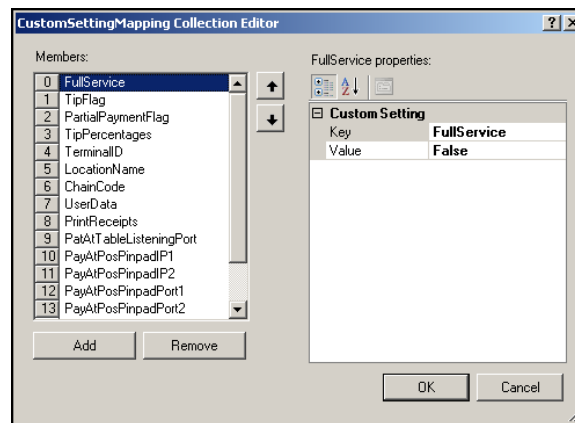 CustomSettingMapping Collection Editor
Members:
0 FullService
1 TipFlag
2 PartialPaymentFlag
3 TipPercentages
4 TerminalID
5 LocationName
6 ChainCode
7 UserData
8 PrintReceipts
9 PatAtTableListeningPort
10 PayAtPosPinpadIP1
11 PayAtPosPinpadIP2
12 PayAtPosPinpadPort1
13 PayAtPosPinpadPort2
Add Remove
FullService properties:
Custom Setting
Key FullService
Value False
OK Cancel